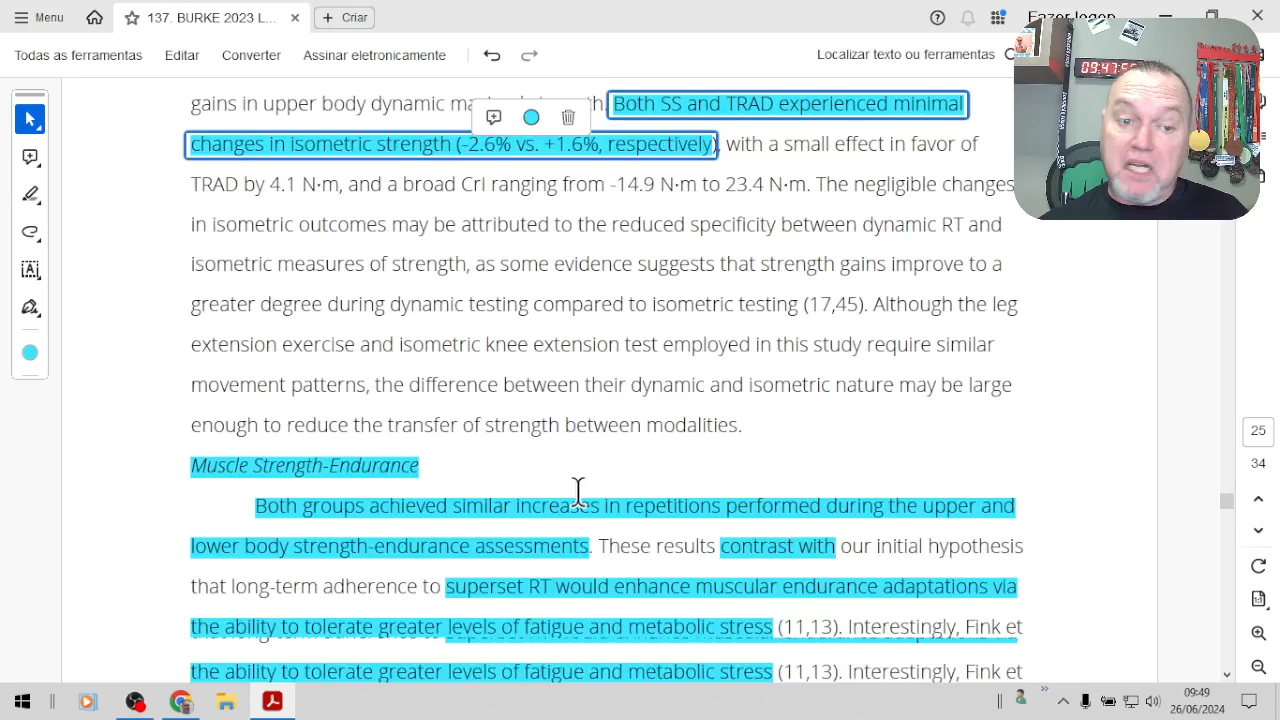 Menu
137. BURKE 2023 L...
Criar
Todas as ferramentas
Editar
Converter
Assinar eletronicamente
Localizar texto ou ferramentas
09:47:5
gains in upper body dynamic Both SS and TRAD experienced minimal
changes in isometric strength (-2.6% vs. +1.6%, respectively), with a small effect in favor of
TRAD by 4.1 N·m, and a broad CrI ranging from -14.9 N·m to 23.4 N·m. The negligible changes
in isometric outcomes may be attributed to the reduced specificity between dynamic RT and
isometric measures of strength, as some evidence suggests that strength gains improve to a
greater degree during dynamic testing compared to isometric testing (17,45). Although the leg
extension exercise and isometric knee extension test employed in this study require similar
movement patterns, the difference between their dynamic and isometric nature may be large
enough to reduce the transfer of strength between modalities.
Muscle Strength-Endurance
Both groups achieved similar increases in repetitions performed during the upper and
lower body strength-endurance assessments. These results contrast with our initial hypothesis
that long-term adherence to superset RT would enhance muscular endurance adaptations via
the ability to tolerate greater levels of fatigue and metabolic stress (11,13). Interestingly, Fink et
the ability to tolerate greater levels of fatigue and metabolic stress (11,13). Interestingly, Fink et
25
34
09:49
26/06/2024